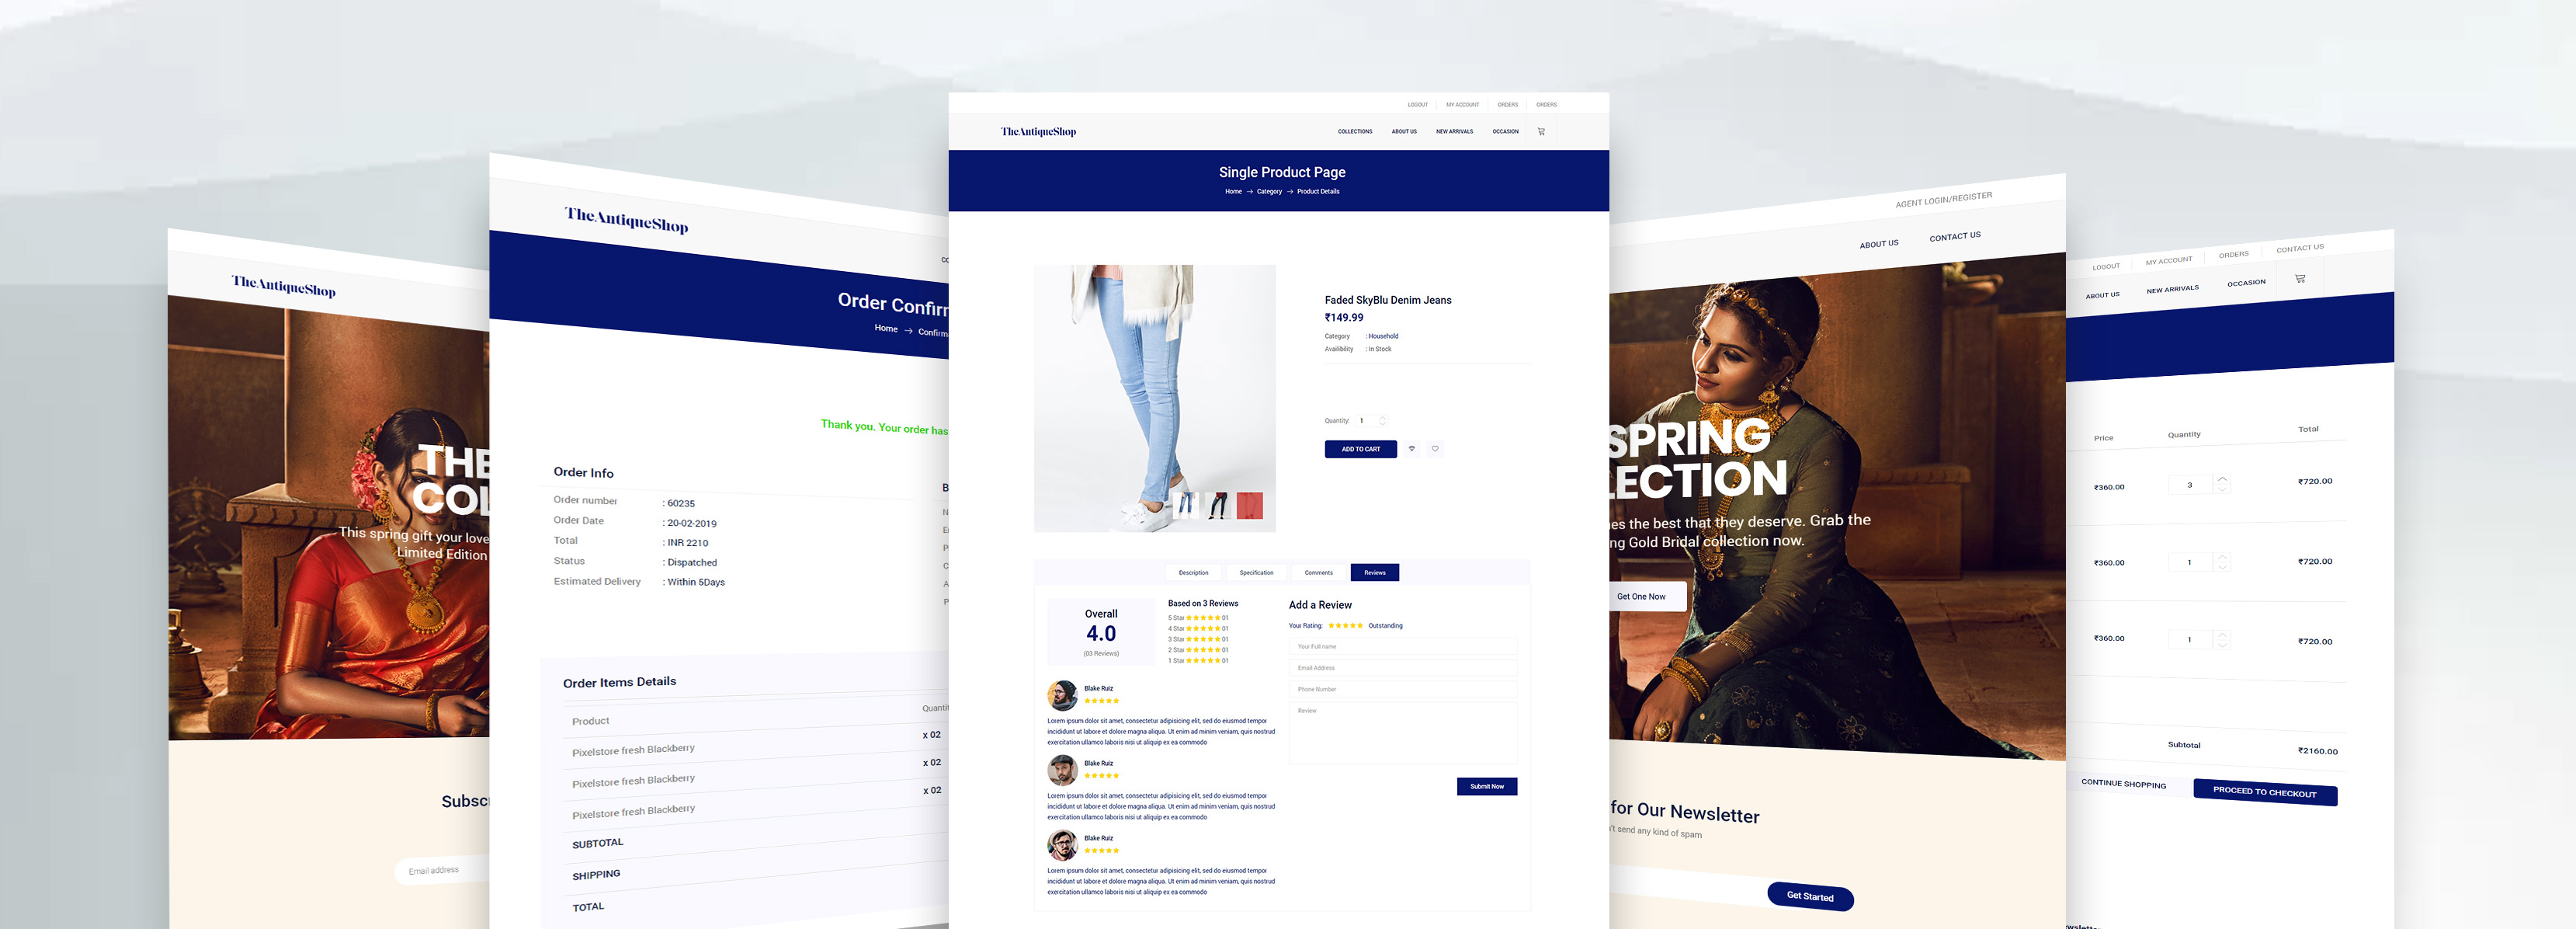 TheAntiqueShop
THE
COL
This spring gift your love
Limited Edition
Subsc
Email address
TheAntiqueShop
Order Confirm
Home → Confirm
Thank you. Your order has
Order Info
Order number : 60235
Order Date : 20-02-2019
Total : INR 2210
Status : Dispatched
Estimated Delivery : Within 5Days
Order Items Details
Product Quantit
Pixelstore fresh Blackberry x 02
Pixelstore fresh Blackberry x 02
Pixelstore fresh Blackberry x 02
SUBTOTAL
SHIPPING
TOTAL
LOGOUT MY ACCOUNT ORDERS ORDERS
TheAntiqueShop COLLECTIONS ABOUT US NEW ARRIVALS OCCASION
Single Product Page
Home → Category → Product Details
Faded SkyBlu Denim Jeans
₹149.99
Category : Household
Availibility : In Stock
Quantity: 1
ADD TO CART
Description Specification Comments Reviews
Overall
4.0
(03 Reviews)
Based on 3 Reviews
5 Star 01
4 Star 01
3 Star 01
2 Star 01
1 Star 01
Blake Ruiz
Lorem ipsum dolor sit amet, consectetur adipisicing elit, sed do eiusmod tempor
incididunt ut labore et dolore magna aliqua. Ut enim ad minim veniam, quis nostrud
exercitation ullamco laboris nisi ut aliquip ex ea commodo
Blake Ruiz
Lorem ipsum dolor sit amet, consectetur adipisicing elit, sed do eiusmod tempor
incididunt ut labore et dolore magna aliqua. Ut enim ad minim veniam, quis nostrud
exercitation ullamco laboris nisi ut aliquip ex ea commodo
Blake Ruiz
Lorem ipsum dolor sit amet, consectetur adipisicing elit, sed do eiusmod tempor
incididunt ut labore et dolore magna aliqua. Ut enim ad minim veniam, quis nostrud
exercitation ullamco laboris nisi ut aliquip ex ea commodo
Add a Review
Your Rating: Outstanding
Your Full name
Email Address
Phone Number
Review
Submit Now
AGENT LOGIN/REGISTER
ABOUT US CONTACT US
SPRING
LECTION
es the best that they deserve. Grab the
ng Gold Bridal collection now.
Get One Now
for Our Newsletter
't send any kind of spam
Get Started
LOGOUT MY ACCOUNT ORDERS CONTACT US
ABOUT US NEW ARRIVALS OCCASION
Price Quantity Total
₹360.00 3 ₹720.00
₹360.00 1 ₹720.00
₹360.00 1 ₹720.00
Subtotal ₹2160.00
CONTINUE SHOPPING PROCEED TO CHECKOUT